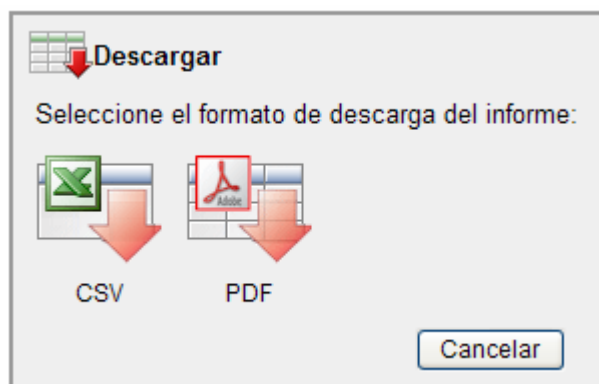 Descargar
Seleccione el formato de descarga del informe:
Adobe
CSV PDF
Cancelar